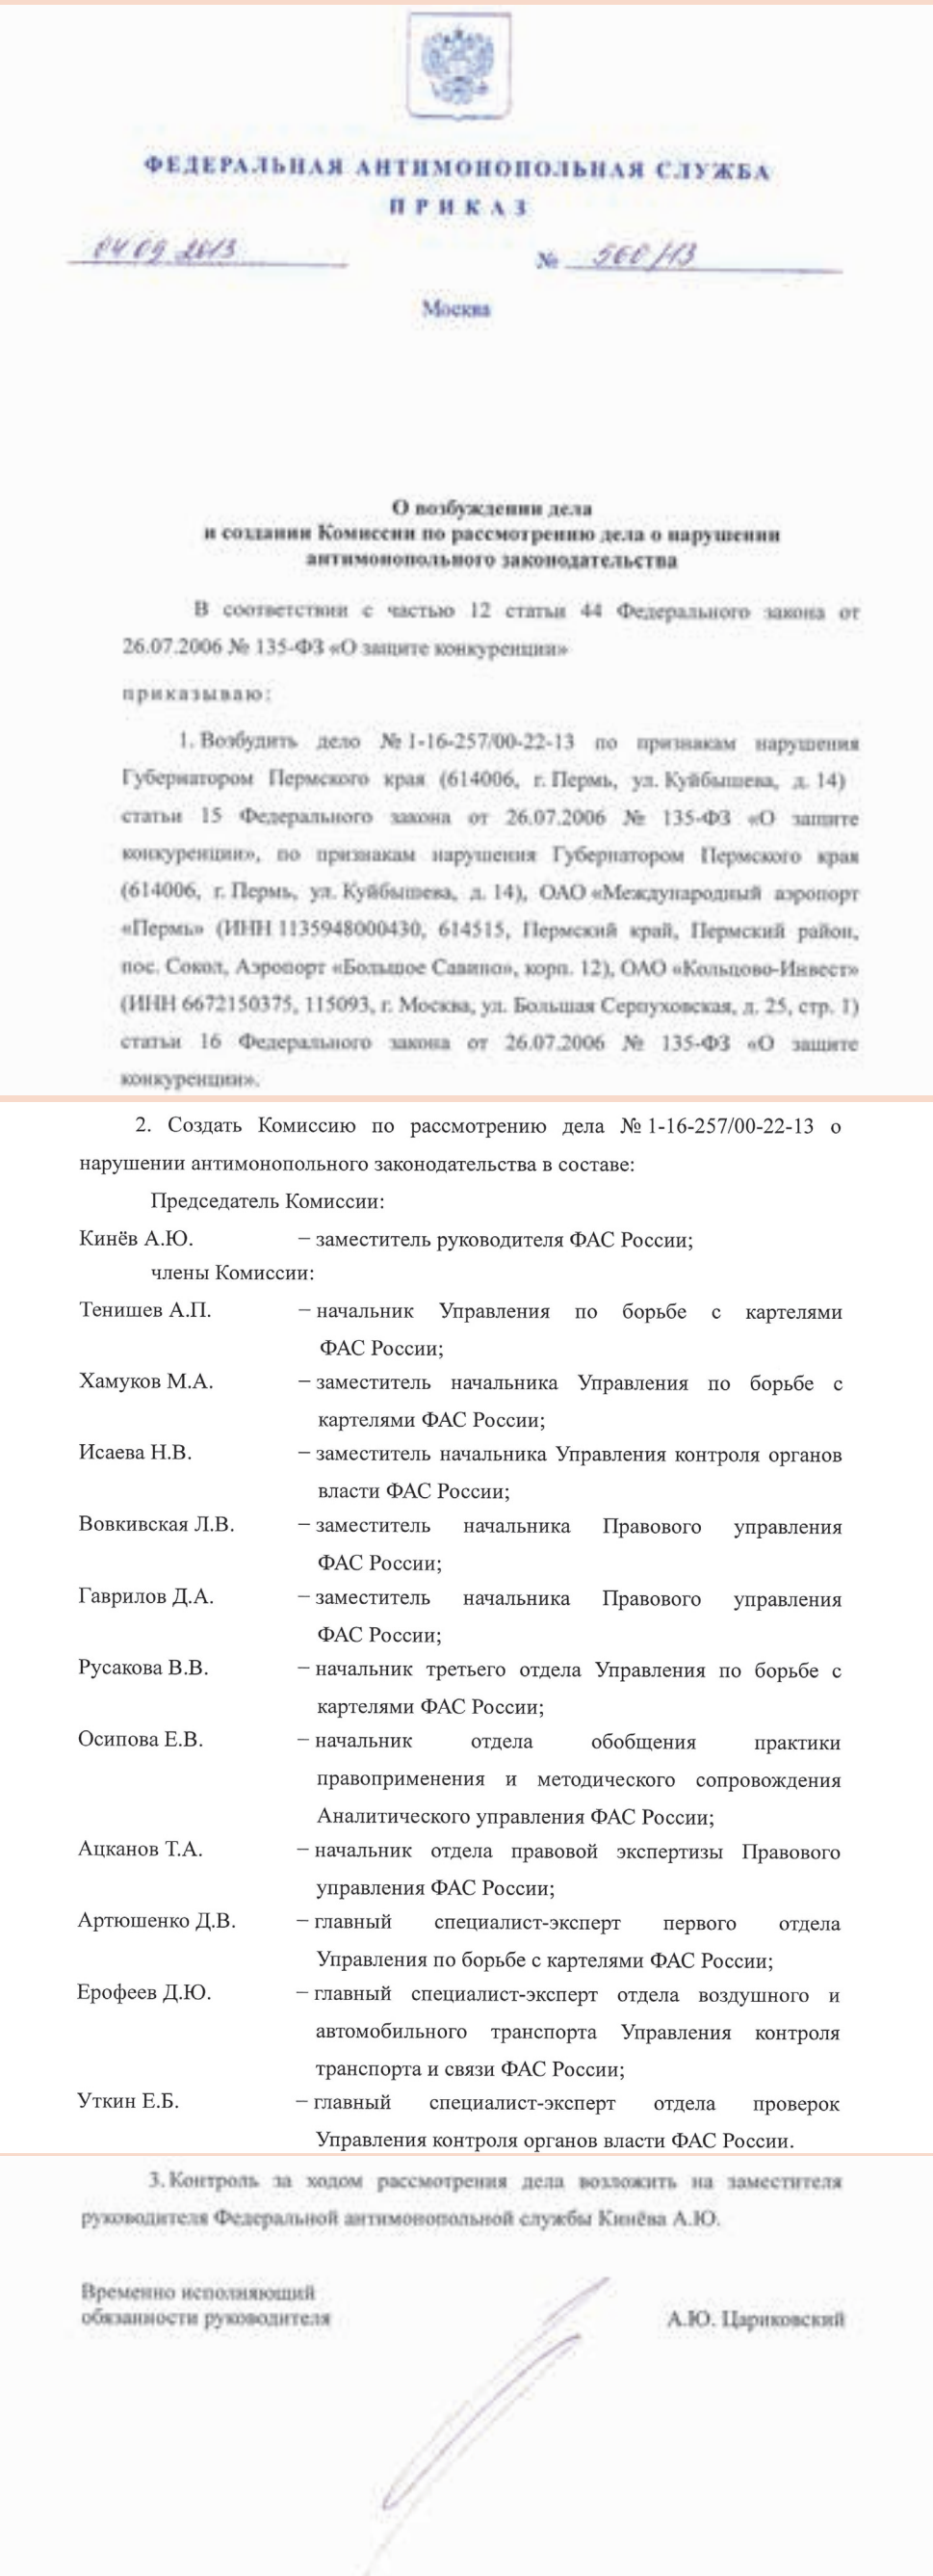 ФЕДЕРАЛЬНАЯ АНТИМОНОПОЛЬНАЯ СЛУЖБА
ПРИКАЗ
04 09 2013 № 560/13
Москва
О возбуждении дела
и создании Комиссии по рассмотрению дела о нарушении
антимонопольного законодательства
В соответствии с частью 12 статьи 44 Федерального закона от
26.07.2006 № 135-ФЗ «О защите конкуренции»
приказываю:
1. Возбудить дело № 1-16-257/00-22-13 по признакам нарушения
Губернатором Пермского края (614006, г. Пермь, ул. Куйбышева, д. 14)
статьи 15 Федерального закона от 26.07.2006 № 135-ФЗ «О защите
конкуренции», по признакам нарушения Губернатором Пермского края
(614006, г. Пермь, ул. Куйбышева, д. 14), ОАО «Международный аэропорт
«Пермь» (ИНН 1135948000430, 614515, Пермский край, Пермский район,
пос. Сокол, Аэропорт «Большое Савино», корп. 12), ОАО «Кольцово-Инвест»
(ИНН 6672150375, 115093, г. Москва, ул. Большая Серпуховская, д. 25, стр. 1)
статьи 16 Федерального закона от 26.07.2006 № 135-ФЗ «О защите
конкуренции».
2. Создать Комиссию по рассмотрению дела № 1-16-257/00-22-13 о
нарушении антимонопольного законодательства в составе:
Председатель Комиссии:
Кинёв А.Ю. – заместитель руководителя ФАС России;
члены Комиссии:
Тенишев А.П. – начальник Управления по борьбе с картелями
ФАС России;
Хамуков М.А. – заместитель начальника Управления по борьбе с
картелями ФАС России;
Исаева Н.В. – заместитель начальника Управления контроля органов
власти ФАС России;
Вовкивская Л.В. – заместитель начальника Правового управления
ФАС России;
Гаврилов Д.А. – заместитель начальника Правового управления
ФАС России;
Русакова В.В. – начальник третьего отдела Управления по борьбе с
картелями ФАС России;
Осипова Е.В. – начальник отдела обобщения практики
правоприменения и методического сопровождения
Аналитического управления ФАС России;
Ацканов Т.А. – начальник отдела правовой экспертизы Правового
управления ФАС России;
Артюшенко Д.В. – главный специалист-эксперт первого отдела
Управления по борьбе с картелями ФАС России;
Ерофеев Д.Ю. – главный специалист-эксперт отдела воздушного и
автомобильного транспорта Управления контроля
транспорта и связи ФАС России;
Уткин Е.Б. – главный специалист-эксперт отдела проверок
Управления контроля органов власти ФАС России.
3. Контроль за ходом рассмотрения дела возложить на заместителя
руководителя Федеральной антимонопольной службы Кинёва А.Ю.
Временно исполняющий
обязанности руководителя А.Ю. Цариковский